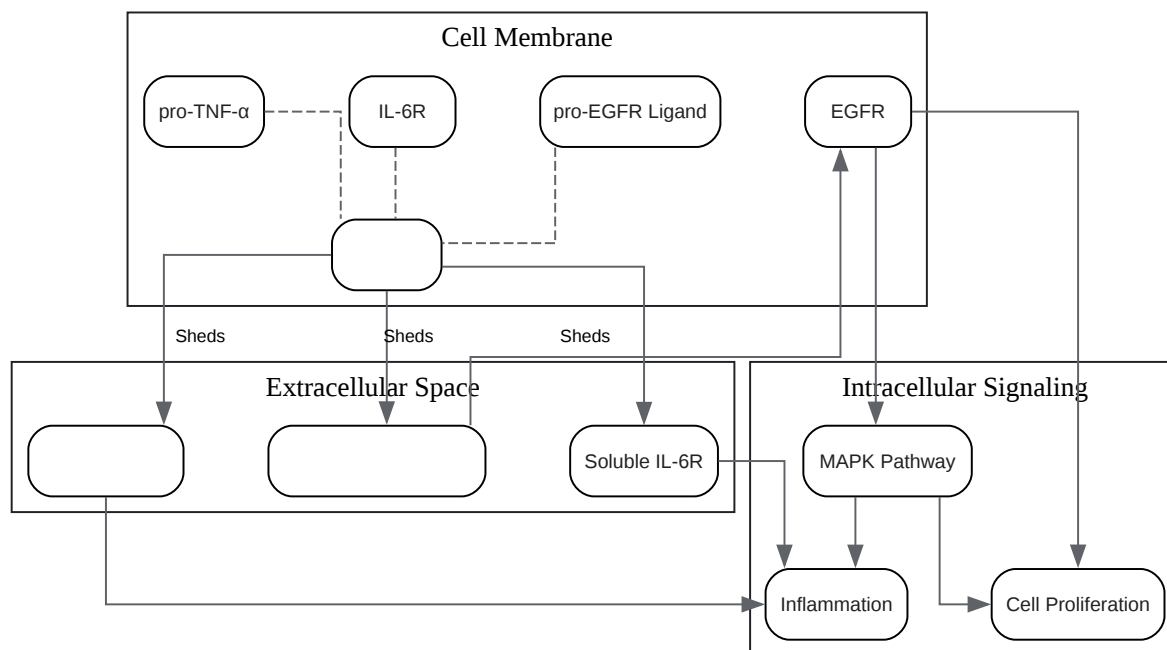 Cell Membrane
pro-TNF-α
IL-6R
pro-EGFR Ligand
EGFR
Sheds
Sheds
Sheds
Extracellular Space
Intracellular Signaling
Soluble IL-6R
MAPK Pathway
Inflammation
Cell Proliferation